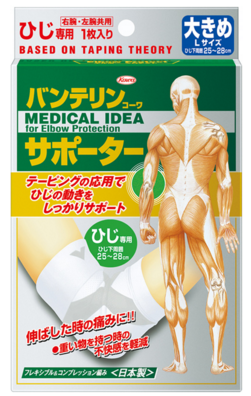 ひじ専用
右腕・左腕共用
1枚入り
BASED ON TAPING THEORY
大きめ
Lサイズ
ひじ下周囲25~28cm
Kowa
バンテリンコーワ
MEDICAL IDEA
for Elbow Protection
サポーター
テーピングの応用で
ひじの動きを
しっかりサポート
ひじ専用
ひじ下周囲
25~28cm
伸ばした時の痛みに!!
●重い物を持つ時の
不快感を軽減
フレキシブル&コンプレッション編み <日本製>